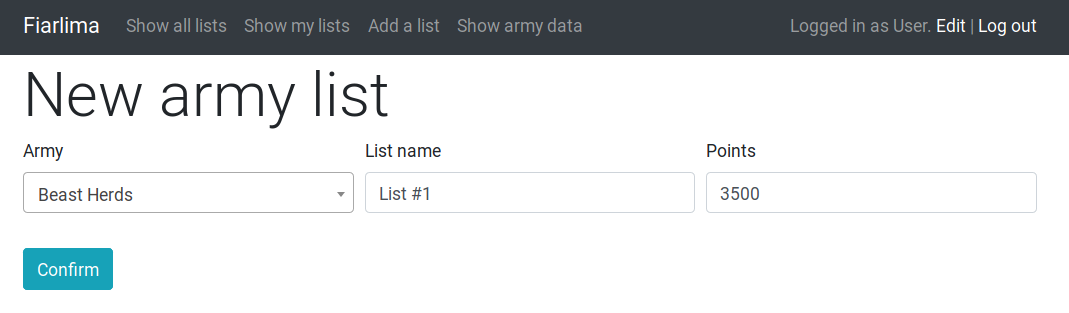 Fiarlima Show all lists Show my lists Add a list Show army data Logged in as User. Edit | Log out
New army list
Army List name Points
Beast Herds List #1 3500
Confirm